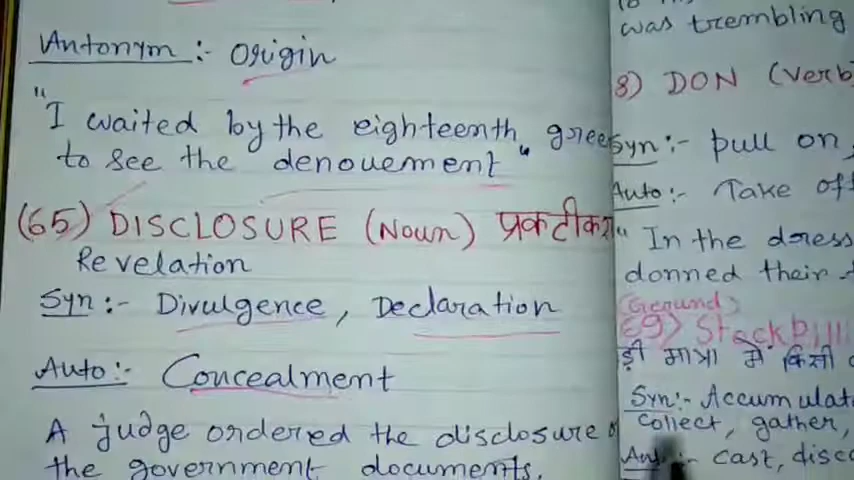 Antonym :- Origin
"I waited by the eighteenth green
to see the denouement"
(65) DISCLOSURE (Noun) प्रकटीकरण
Revelation
Syn :- Divulgence, Declaration
Anto :- Concealment
A judge ordered the disclosure of
the government documents.
was trembling
8) DON (Verb
Syn :- pull on,
Anto :- Take off
"In the dress
donned their
(Gerund)
69) Stockpili
ड़ी मात्रा में किसी
Syn :- Accumulat
collect, gather,
Ant :- cast, disc